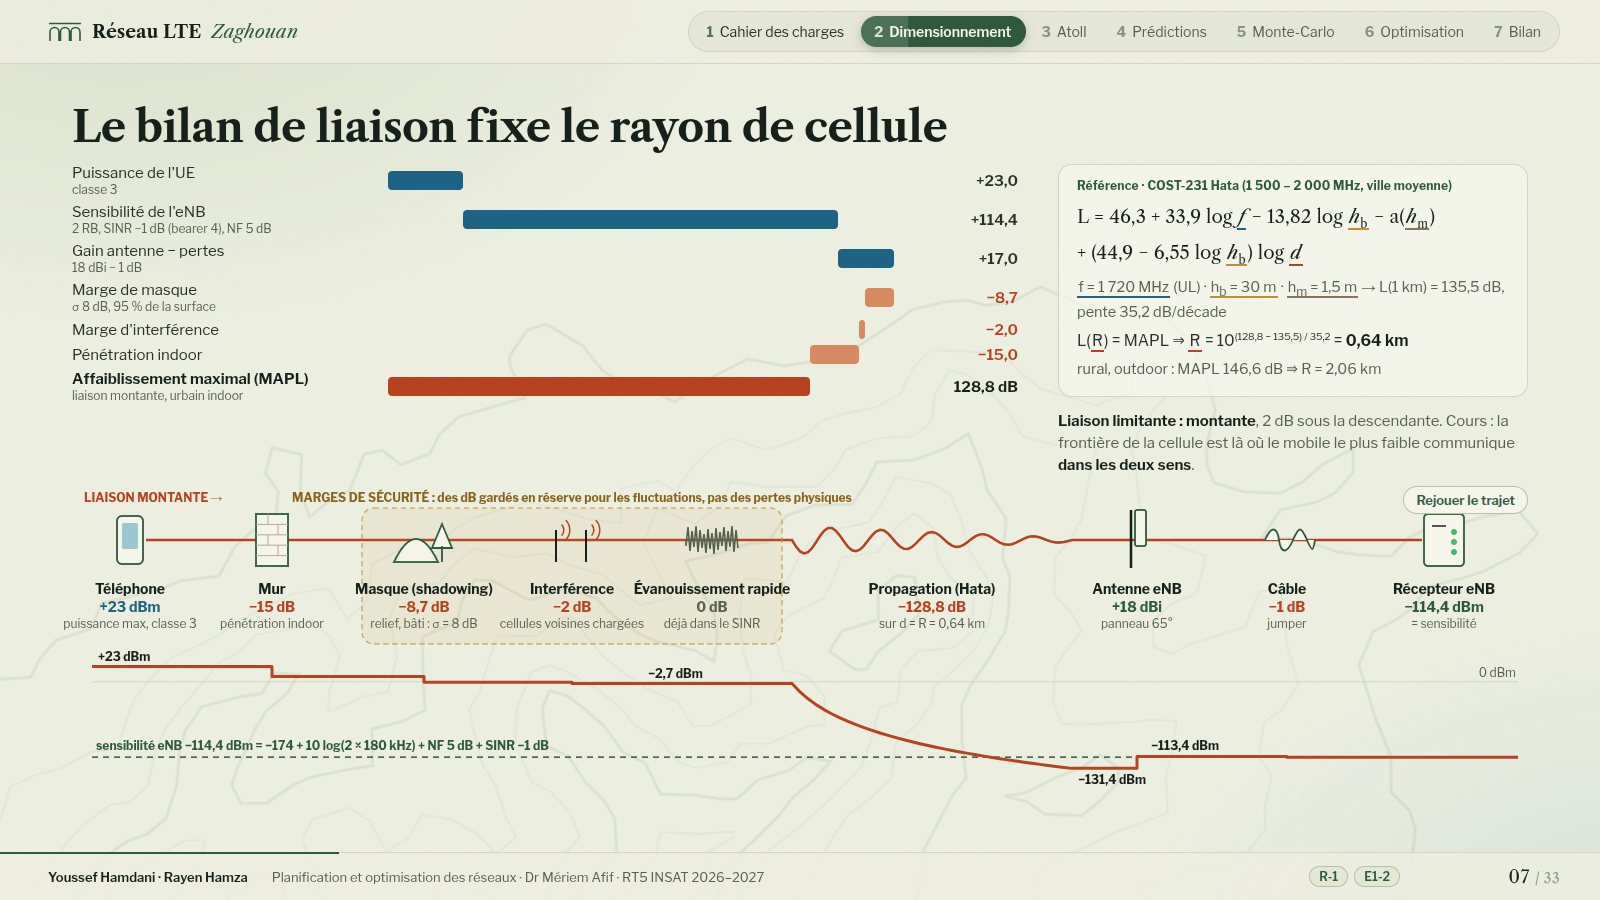 Réseau LTE Zaghouan
1 Cahier des charges
2 Dimensionnement
3 Atoll
4 Prédictions
5 Monte-Carlo
6 Optimisation
7 Bilan
Le bilan de liaison fixe le rayon de cellule
Puissance de l'UE +23,0
classe 3
Sensibilité de l'eNB +114,4
2 RB, SINR −1 dB (bearer 4), NF 5 dB
Gain antenne − pertes +17,0
18 dBi − 1 dB
Marge de masque −8,7
σ 8 dB, 95 % de la surface
Marge d'interférence −2,0
Pénétration indoor −15,0
Affaiblissement maximal (MAPL) 128,8 dB
liaison montante, urbain indoor
Référence · COST-231 Hata (1 500 – 2 000 MHz, ville moyenne)
L = 46,3 + 33,9 log f − 13,82 log h_b − a(h_m)
+ (44,9 − 6,55 log h_b) log d
f = 1 720 MHz (UL) · h_b = 30 m · h_m = 1,5 m → L(1 km) = 135,5 dB,
pente 35,2 dB/décade
L(R) = MAPL ⇒ R = 10^(128,8 − 135,5) / 35,2 = 0,64 km
rural, outdoor : MAPL 146,6 dB ⇒ R = 2,06 km
Liaison limitante : montante, 2 dB sous la descendante. Cours : la
frontière de la cellule est là où le mobile le plus faible communique
dans les deux sens.
LIAISON MONTANTE →
MARGES DE SÉCURITÉ : des dB gardés en réserve pour les fluctuations, pas des pertes physiques
Rejouer le trajet
Téléphone
+23 dBm
puissance max, classe 3
Mur
−15 dB
pénétration indoor
Masque (shadowing)
−8,7 dB
relief, bâti : σ = 8 dB
Interférence
−2 dB
cellules voisines chargées
Évanouissement rapide
0 dB
déjà dans le SINR
Propagation (Hata)
−128,8 dB
sur d = R = 0,64 km
Antenne eNB
+18 dBi
panneau 65°
Câble
−1 dB
jumper
Récepteur eNB
−114,4 dBm
= sensibilité
+23 dBm
−2,7 dBm
0 dBm
sensibilité eNB −114,4 dBm = −174 + 10 log(2 × 180 kHz) + NF 5 dB + SINR −1 dB
−113,4 dBm
−131,4 dBm
Youssef Hamdani · Rayen Hamza
Planification et optimisation des réseaux · Dr Mériem Afif · RT5 INSAT 2026–2027
R-1
E1-2
07 / 33